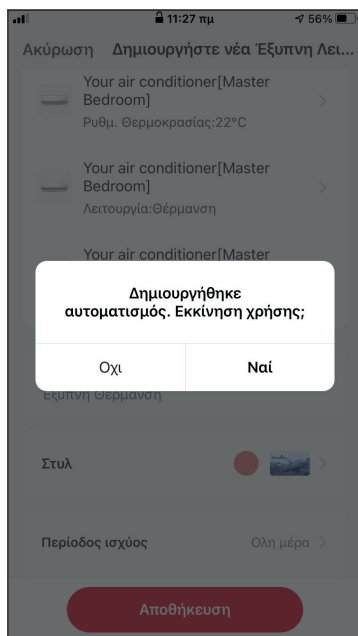 11:27 πμ
56%
Ακύρωση Δημιουργήστε νέα Έξυπνη Λει...
Your air conditioner[Master
Bedroom]
Ρυθμ. Θερμοκρασίας:22°C
Your air conditioner[Master
Bedroom]
Λειτουργία:Θέρμανση
Your air conditioner[Master
Δημιουργήθηκε
αυτοματισμός. Εκκίνηση χρήσης;
Οχι
Ναί
Έξυπνη Θέρμανση
Στυλ
Περίοδος ισχύος
Ολη μέρα
Αποθήκευση